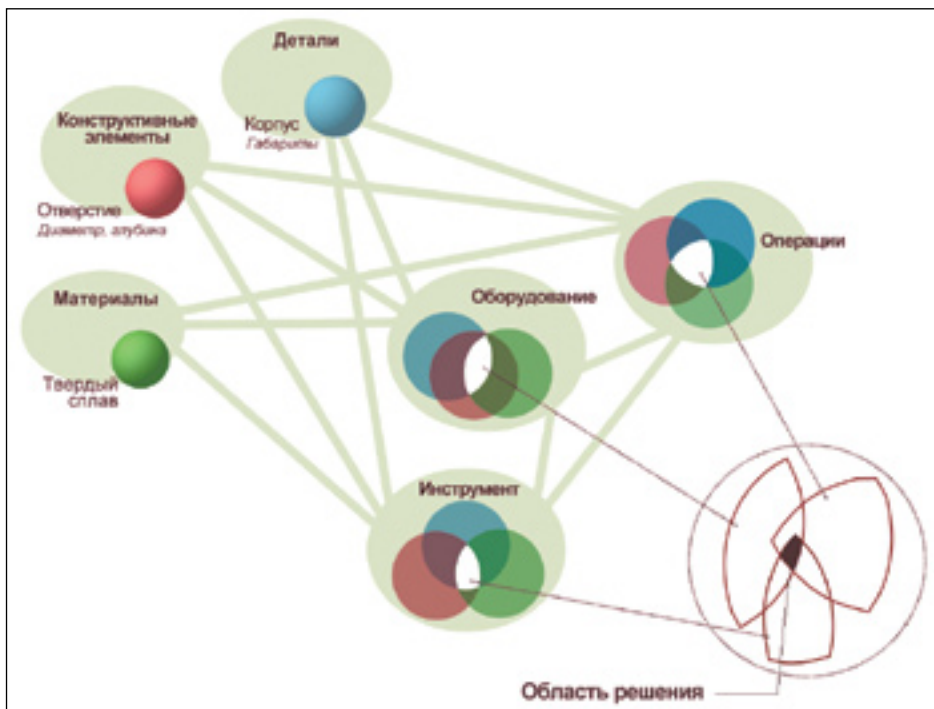 Детали
Корпус
Габариты
Конструктивные
элементы
Отверстие
Диаметр, глубина
Операции
Материалы
Оборудование
Твердый
сплав
Инструмент
Область решения